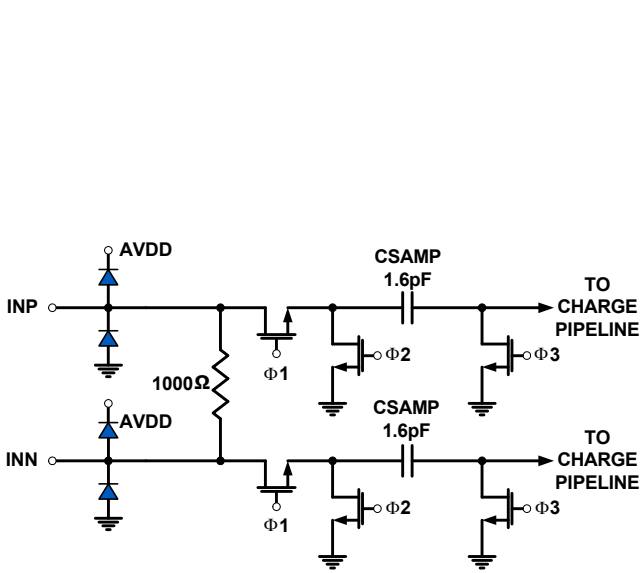 AVDD
CSAMP
1.6pF
TO
CHARGE
PIPELINE
INP
Φ1
Φ2
Φ3
1000Ω
AVDD
CSAMP
1.6pF
TO
CHARGE
PIPELINE
INN
Φ1
Φ2
Φ3